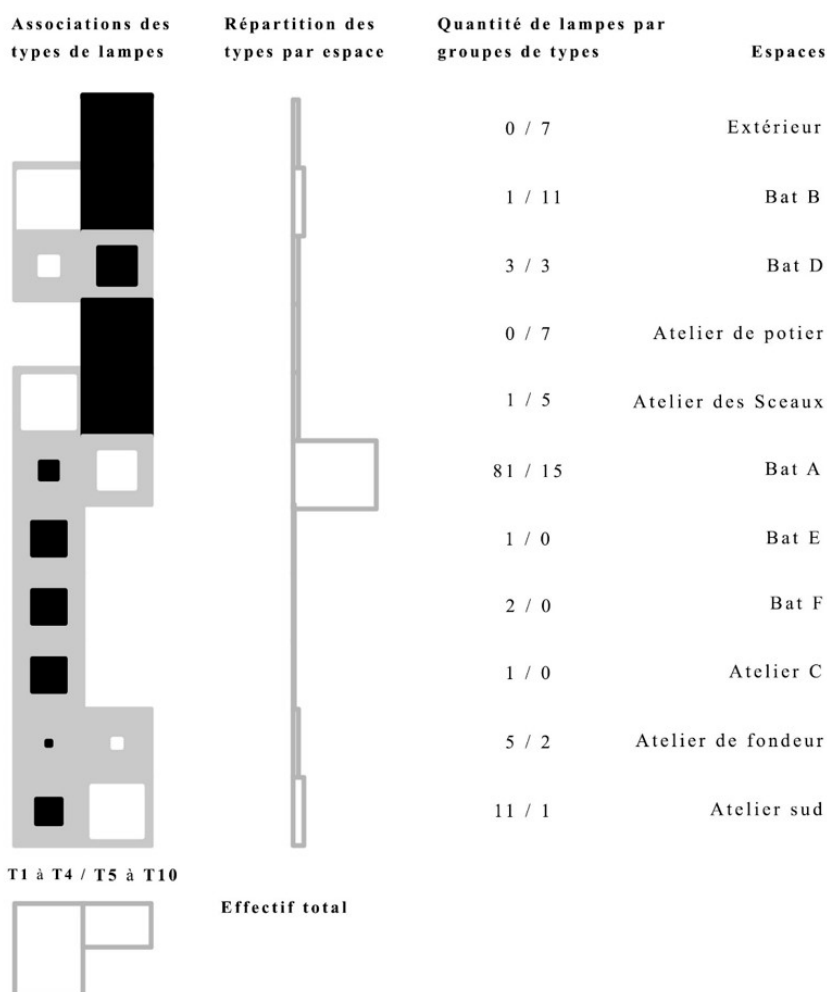 Associations des
types de lampes
Répartition des
types par espace
Quantité de lampes par
groupes de types
Espaces
0 / 7 Extérieur
1 / 11 Bat B
3 / 3 Bat D
0 / 7 Atelier de potier
1 / 5 Atelier des Sceaux
81 / 15 Bat A
1 / 0 Bat E
2 / 0 Bat F
1 / 0 Atelier C
5 / 2 Atelier de fondeur
11 / 1 Atelier sud
T1 à T4 / T5 à T10
Effectif total